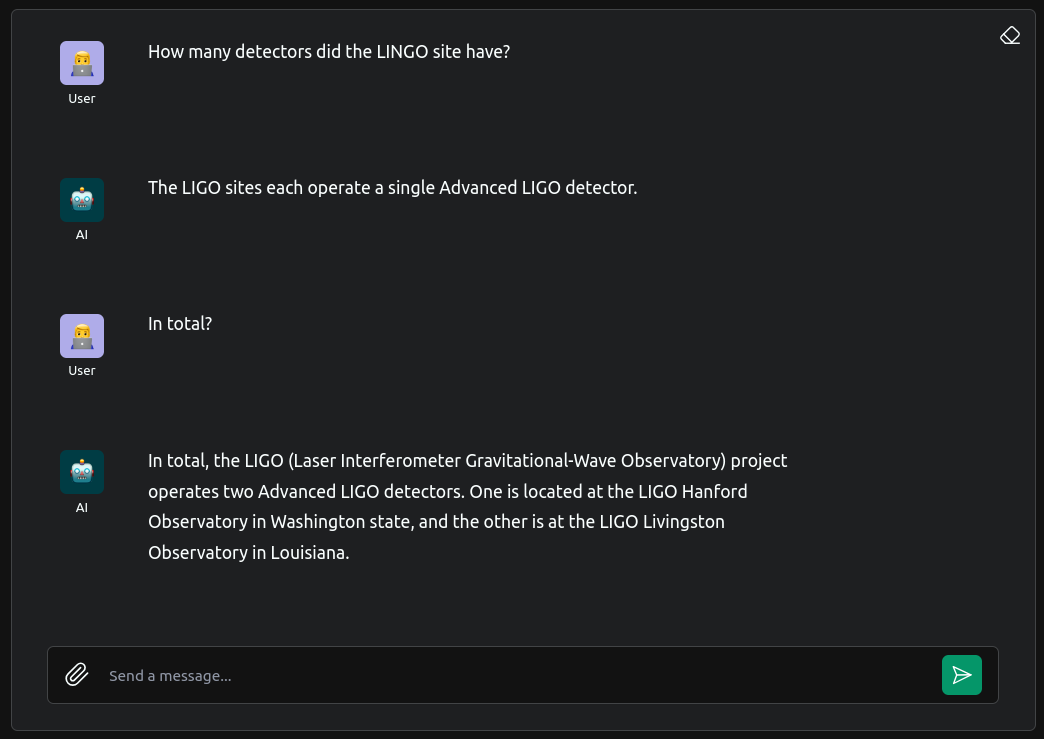 How many detectors did the LINGO site have?
User
The LIGO sites each operate a single Advanced LIGO detector.
AI
In total?
User
In total, the LIGO (Laser Interferometer Gravitational-Wave Observatory) project
operates two Advanced LIGO detectors. One is located at the LIGO Hanford
Observatory in Washington state, and the other is at the LIGO Livingston
Observatory in Louisiana.
AI
Send a message...